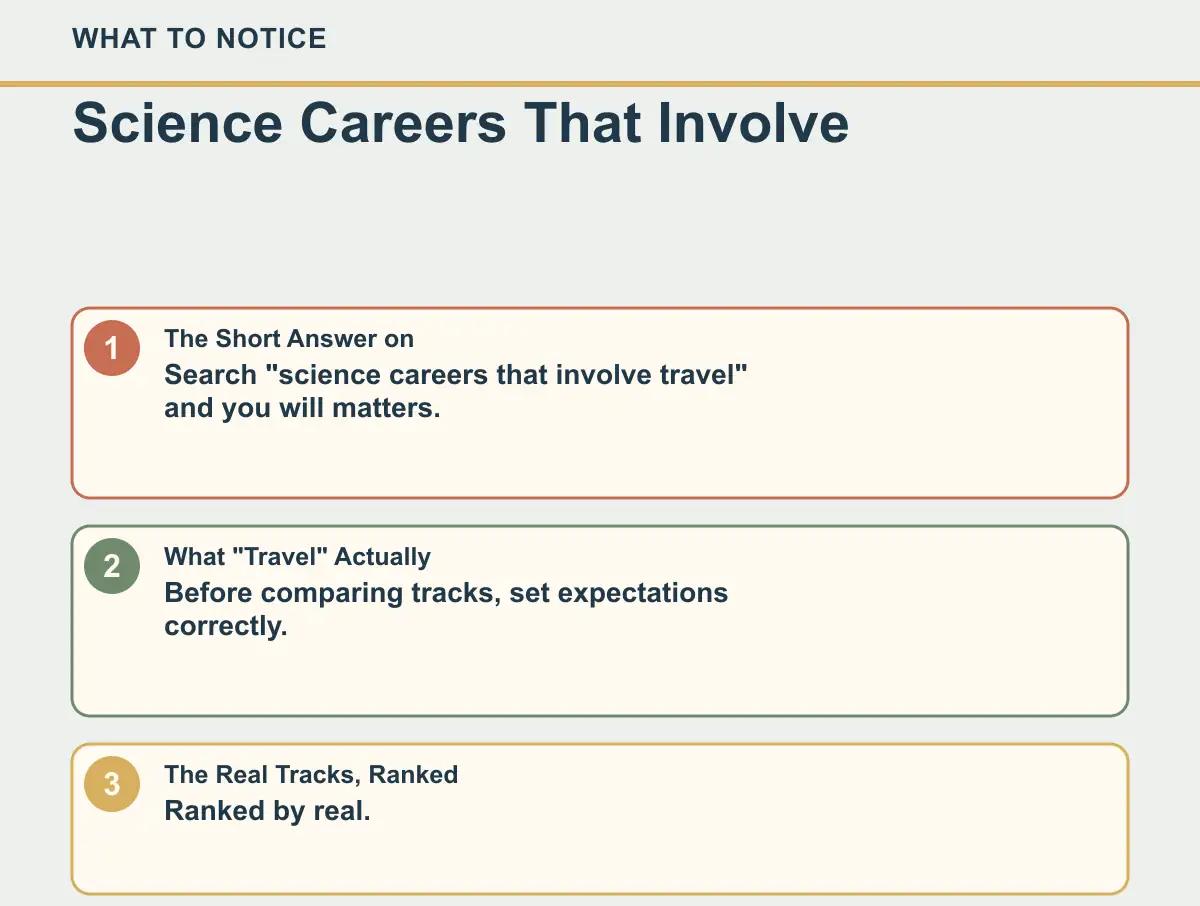 WHAT TO NOTICE
Science Careers That Involve
1
The Short Answer on
Search "science careers that involve travel"
and you will matters.
2
What "Travel" Actually
Before comparing tracks, set expectations
correctly.
3
The Real Tracks, Ranked
Ranked by real.